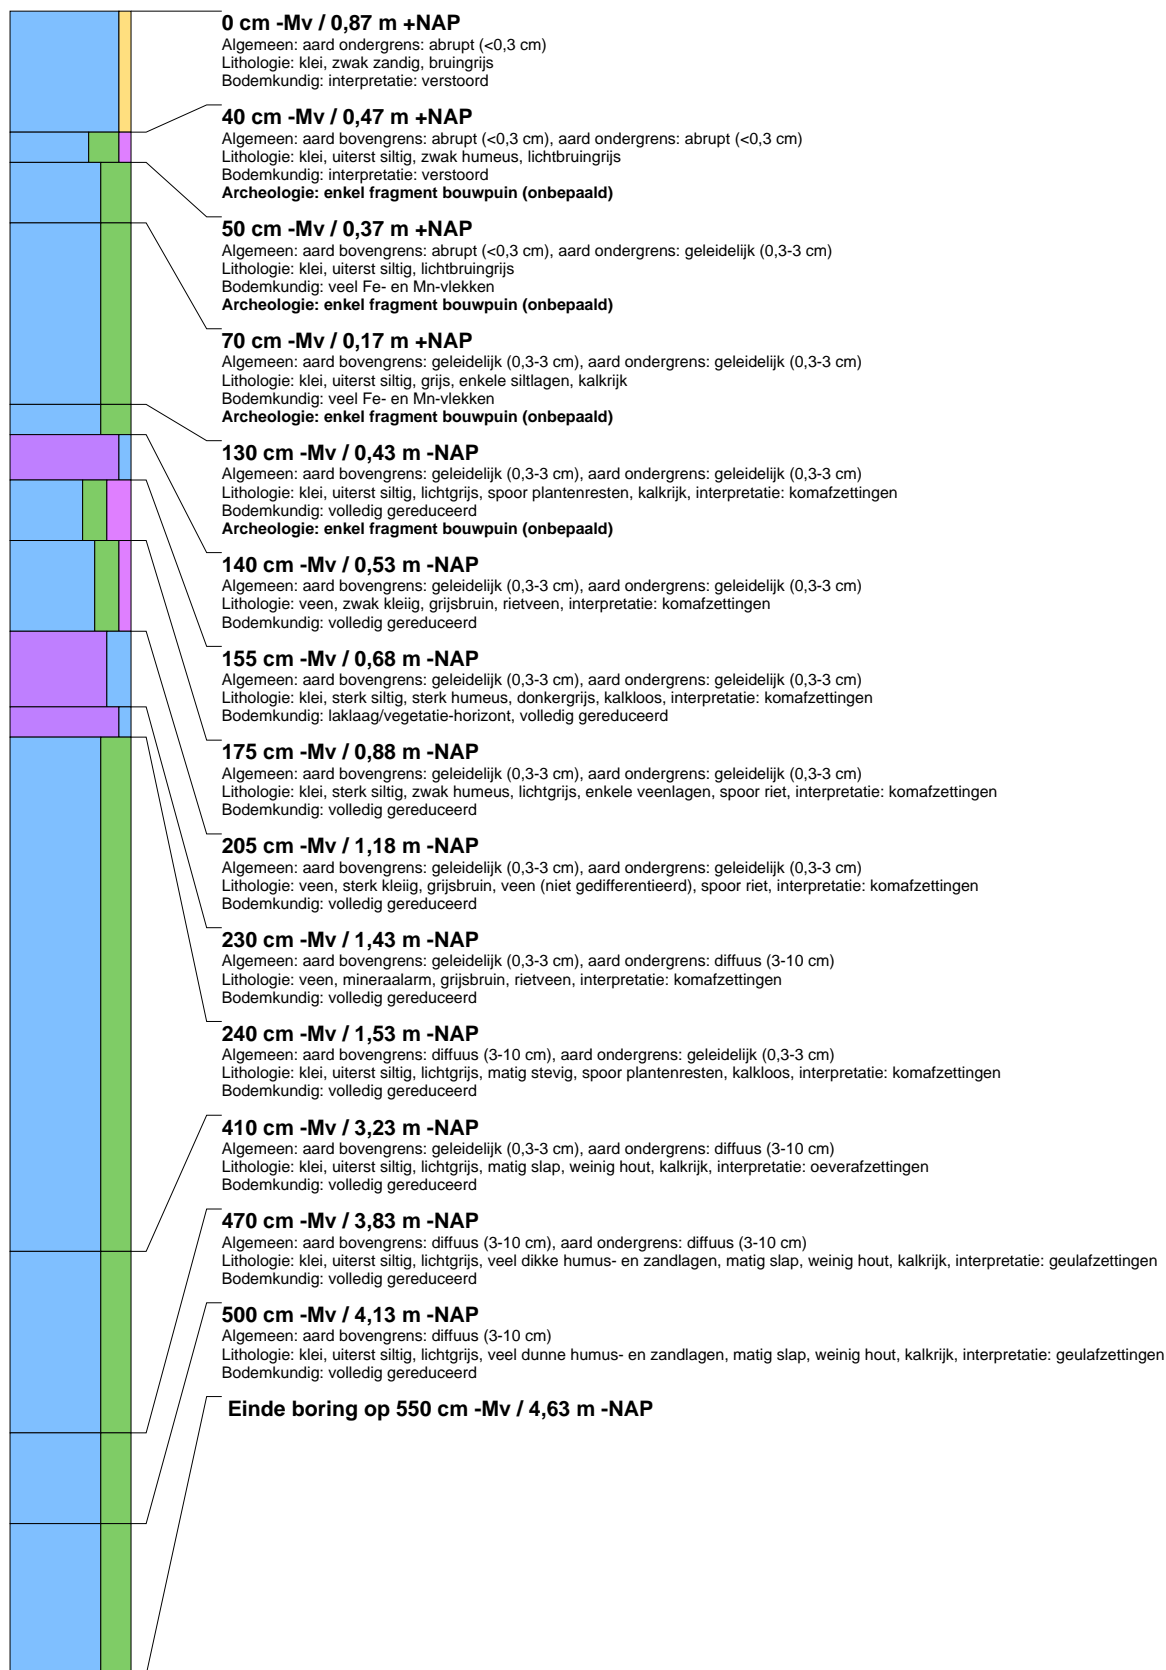 0 cm -Mv / 0,87 m +NAP
Algemeen: aard ondergrens: abrupt (<0,3 cm)
Lithologie: klei, zwak zandig, bruingrijs
Bodemkundig: interpretatie: verstoord
40 cm -Mv / 0,47 m +NAP
Algemeen: aard bovengrens: abrupt (<0,3 cm), aard ondergrens: abrupt (<0,3 cm)
Lithologie: klei, uiterst siltig, zwak humeus, lichtbruingrijs
Bodemkundig: interpretatie: verstoord
Archeologie: enkel fragment bouwpuin (onbepaald)
50 cm -Mv / 0,37 m +NAP
Algemeen: aard bovengrens: abrupt (<0,3 cm), aard ondergrens: geleidelijk (0,3-3 cm)
Lithologie: klei, uiterst siltig, lichtbruingrijs
Bodemkundig: veel Fe- en Mn-vlekken
Archeologie: enkel fragment bouwpuin (onbepaald)
70 cm -Mv / 0,17 m +NAP
Algemeen: aard bovengrens: geleidelijk (0,3-3 cm), aard ondergrens: geleidelijk (0,3-3 cm)
Lithologie: klei, uiterst siltig, grijs, enkele siltlagen, kalkrijk
Bodemkundig: veel Fe- en Mn-vlekken
Archeologie: enkel fragment bouwpuin (onbepaald)
130 cm -Mv / 0,43 m -NAP
Algemeen: aard bovengrens: geleidelijk (0,3-3 cm), aard ondergrens: geleidelijk (0,3-3 cm)
Lithologie: klei, uiterst siltig, lichtgrijs, spoor plantenresten, kalkrijk, interpretatie: komafzettingen
Bodemkundig: volledig gereduceerd
Archeologie: enkel fragment bouwpuin (onbepaald)
140 cm -Mv / 0,53 m -NAP
Algemeen: aard bovengrens: geleidelijk (0,3-3 cm), aard ondergrens: geleidelijk (0,3-3 cm)
Lithologie: veen, zwak kleiig, grijsbruin, rietveen, interpretatie: komafzettingen
Bodemkundig: volledig gereduceerd
155 cm -Mv / 0,68 m -NAP
Algemeen: aard bovengrens: geleidelijk (0,3-3 cm), aard ondergrens: geleidelijk (0,3-3 cm)
Lithologie: klei, sterk siltig, sterk humeus, donkergrijs, kalkloos, interpretatie: komafzettingen
Bodemkundig: laklaag/vegetatie-horizont, volledig gereduceerd
175 cm -Mv / 0,88 m -NAP
Algemeen: aard bovengrens: geleidelijk (0,3-3 cm), aard ondergrens: geleidelijk (0,3-3 cm)
Lithologie: klei, sterk siltig, zwak humeus, lichtgrijs, enkele veenlagen, spoor riet, interpretatie: komafzettingen
Bodemkundig: volledig gereduceerd
205 cm -Mv / 1,18 m -NAP
Algemeen: aard bovengrens: geleidelijk (0,3-3 cm), aard ondergrens: geleidelijk (0,3-3 cm)
Lithologie: veen, sterk kleiig, grijsbruin, veen (niet gedifferentieerd), spoor riet, interpretatie: komafzettingen
Bodemkundig: volledig gereduceerd
230 cm -Mv / 1,43 m -NAP
Algemeen: aard bovengrens: geleidelijk (0,3-3 cm), aard ondergrens: diffuus (3-10 cm)
Lithologie: veen, mineraalarm, grijsbruin, rietveen, interpretatie: komafzettingen
Bodemkundig: volledig gereduceerd
240 cm -Mv / 1,53 m -NAP
Algemeen: aard bovengrens: diffuus (3-10 cm), aard ondergrens: geleidelijk (0,3-3 cm)
Lithologie: klei, uiterst siltig, lichtgrijs, matig stevig, spoor plantenresten, kalkloos, interpretatie: komafzettingen
Bodemkundig: volledig gereduceerd
410 cm -Mv / 3,23 m -NAP
Algemeen: aard bovengrens: geleidelijk (0,3-3 cm), aard ondergrens: diffuus (3-10 cm)
Lithologie: klei, uiterst siltig, lichtgrijs, matig slap, weinig hout, kalkrijk, interpretatie: oeverafzettingen
Bodemkundig: volledig gereduceerd
470 cm -Mv / 3,83 m -NAP
Algemeen: aard bovengrens: diffuus (3-10 cm), aard ondergrens: diffuus (3-10 cm)
Lithologie: klei, uiterst siltig, lichtgrijs, veel dikke humus- en zandlagen, matig slap, weinig hout, kalkrijk, interpretatie: geulafzettingen
Bodemkundig: volledig gereduceerd
500 cm -Mv / 4,13 m -NAP
Algemeen: aard bovengrens: diffuus (3-10 cm)
Lithologie: klei, uiterst siltig, lichtgrijs, veel dunne humus- en zandlagen, matig slap, weinig hout, kalkrijk, interpretatie: geulafzettingen
Bodemkundig: volledig gereduceerd
Einde boring op 550 cm -Mv / 4,63 m -NAP